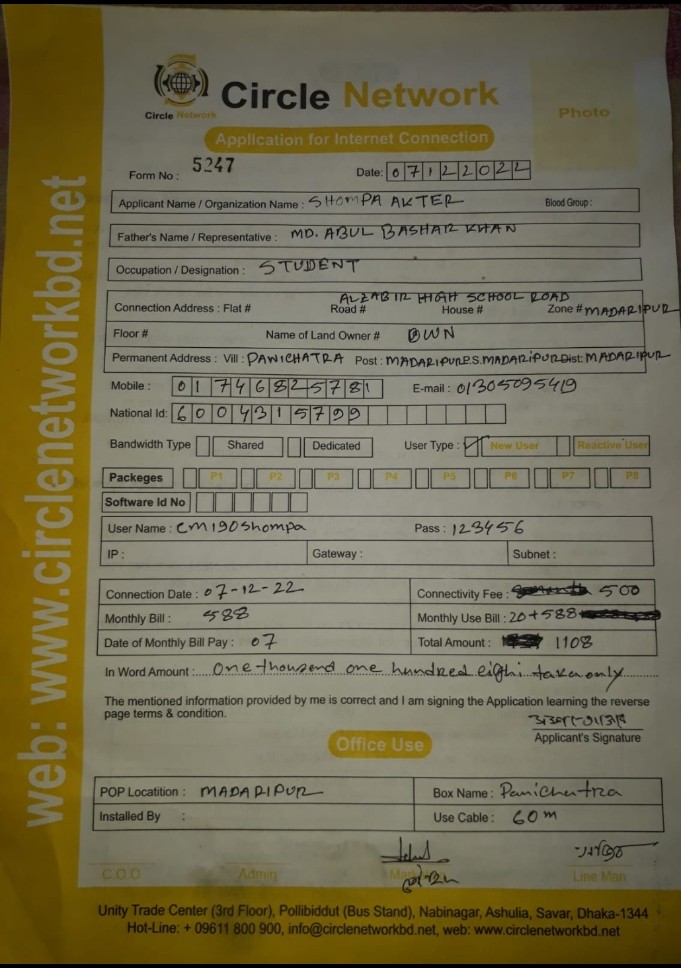 Circle Network
Circle Network
Photo
Application for Internet Connection
Form No : 5247
Date: 07122022
Applicant Name / Organization Name : SHOMPA AKTER Blood Group :
Father's Name / Representative : MD. ABUL BASHAR KHAN
Occupation / Designation : STUDENT
ALZABIR HIGH SCHOOL ROAD
Connection Address : Flat # Road # House # Zone # MADARIPUR
Floor # Name of Land Owner # OWN
Permanent Address : Vill : PANICHATRA Post : MADARIPUR P.S. MADARIPUR Dist: MADARIPUR
Mobile : 01746825781 E-mail : 01305095419
National Id: 6004315799
Bandwidth Type Shared Dedicated User Type : New User Reactive User
Packeges P1 P2 P3 P4 P5 P6 P7 P8
Software Id No
User Name : CM190Shompa Pass : 123456
IP : Gateway : Subnet :
Connection Date : 07-12-22 Connectivity Fee : 500
Monthly Bill : 588 Monthly Use Bill : 20+588
Date of Monthly Bill Pay : 07 Total Amount : 1108
In Word Amount : One thousend one hundred eighi taka only
The mentioned information provided by me is correct and I am signing the Application learning the reverse
page terms & condition.
Applicant's Signature
Office Use
POP Locatition : MADARIPUR Box Name : Panichatra
Installed By : Use Cable : 60m
C.O.O Admin Line Man
Unity Trade Center (3rd Floor), Pollibiddut (Bus Stand), Nabinagar, Ashulia, Savar, Dhaka-1344
Hot-Line: + 09611 800 900, info@circlenetworkbd.net, web: www.circlenetworkbd.net
web: www.circlenetworkbd.net